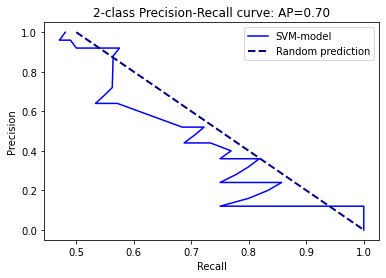 2-class Precision-Recall curve: AP=0.70
SVM-model
Random prediction
Precision
1.0
0.8
0.6
0.4
0.2
0.0
0.5 0.6 0.7 0.8 0.9 1.0
Recall